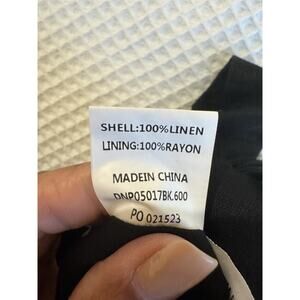 SHELL:100%LINEN
LINING:100%RAYON
MADEIN CHINA
DNP05017BK.600
PO 021523